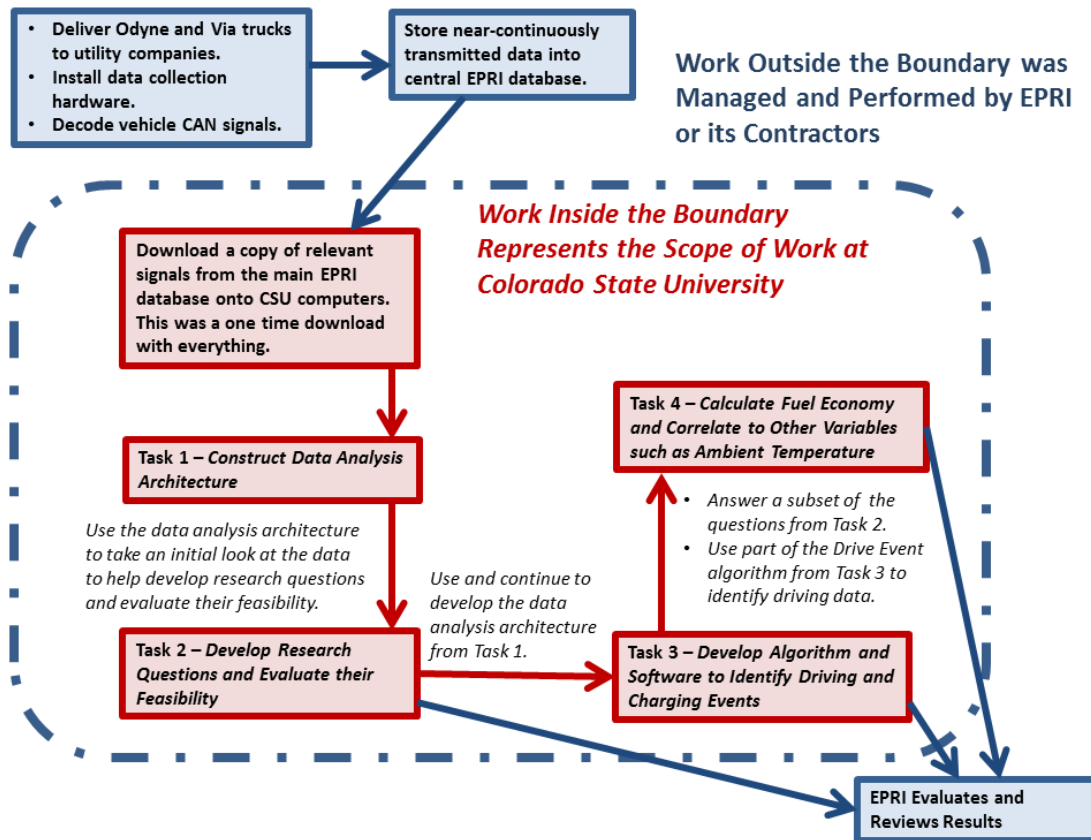 • Deliver Odyne and Via trucks
to utility companies.
• Install data collection
hardware.
• Decode vehicle CAN signals.
Store near-continuously
transmitted data into
central EPRI database.
Work Outside the Boundary was
Managed and Performed by EPRI
or its Contractors
Work Inside the Boundary
Represents the Scope of Work at
Colorado State University
Download a copy of relevant
signals from the main EPRI
database onto CSU computers.
This was a one time download
with everything.
Task 1 – Construct Data Analysis
Architecture
Use the data analysis architecture
to take an initial look at the data
to help develop research questions
and evaluate their feasibility.
Task 2 – Develop Research
Questions and Evaluate their
Feasibility
Use and continue to
develop the data
analysis architecture
from Task 1.
Task 3 – Develop Algorithm and
Software to Identify Driving and
Charging Events
• Answer a subset of the
questions from Task 2.
• Use part of the Drive Event
algorithm from Task 3 to
identify driving data.
Task 4 – Calculate Fuel Economy
and Correlate to Other Variables
such as Ambient Temperature
EPRI Evaluates and
Reviews Results